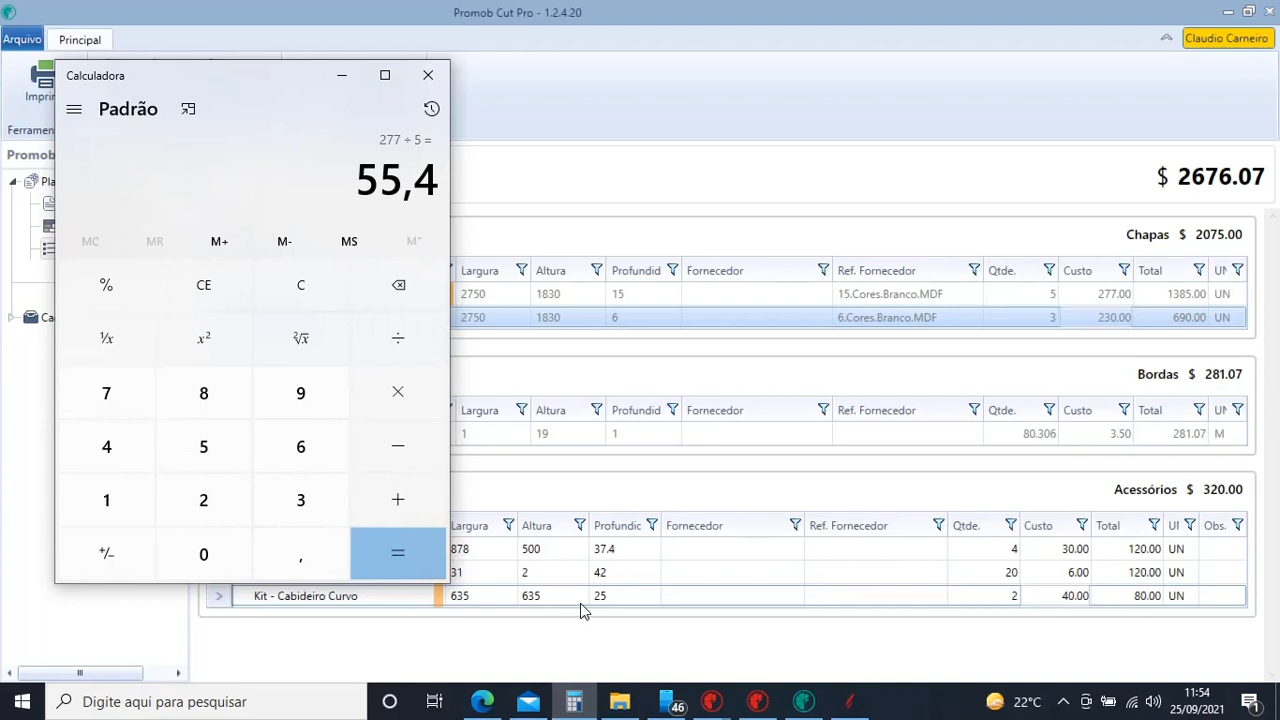 Promob Cut Pro - 1.2.4.20
Arquivo Principal Claudio Carneiro
Calculadora
Imprir
Padrão
Ferrament
277 ÷ 5 =
Promob
55,4
$ 2676.07
Pla
MC MR M+ M- MS M˅
Chapas $ 2075.00
% CE C
Largura Altura Profundid Fornecedor Ref. Fornecedor Qtde. Custo Total UN
2750 1830 15 15.Cores.Branco.MDF 5 277.00 1385.00 UN
Ca 2750 1830 6 6.Cores.Branco.MDF 3 230.00 690.00 UN
¹/x x² ²√x ÷
Bordas $ 281.07
7 8 9 ×
Largura Altura Profundid Fornecedor Ref. Fornecedor Qtde. Custo Total UN
1 19 1 80.306 3.50 281.07 M
4 5 6 −
Acessórios $ 320.00
1 2 3 +
Largura Altura Profundic Fornecedor Ref. Fornecedor Qtde. Custo Total UI Obs.
878 500 37.4 4 30.00 120.00 UN
+/− 0 , =
31 2 42 20 6.00 120.00 UN
Kit - Cabideiro Curvo 635 635 25 2 40.00 80.00 UN
Digite aqui para pesquisar 46 22°C 11:54
25/09/2021 1